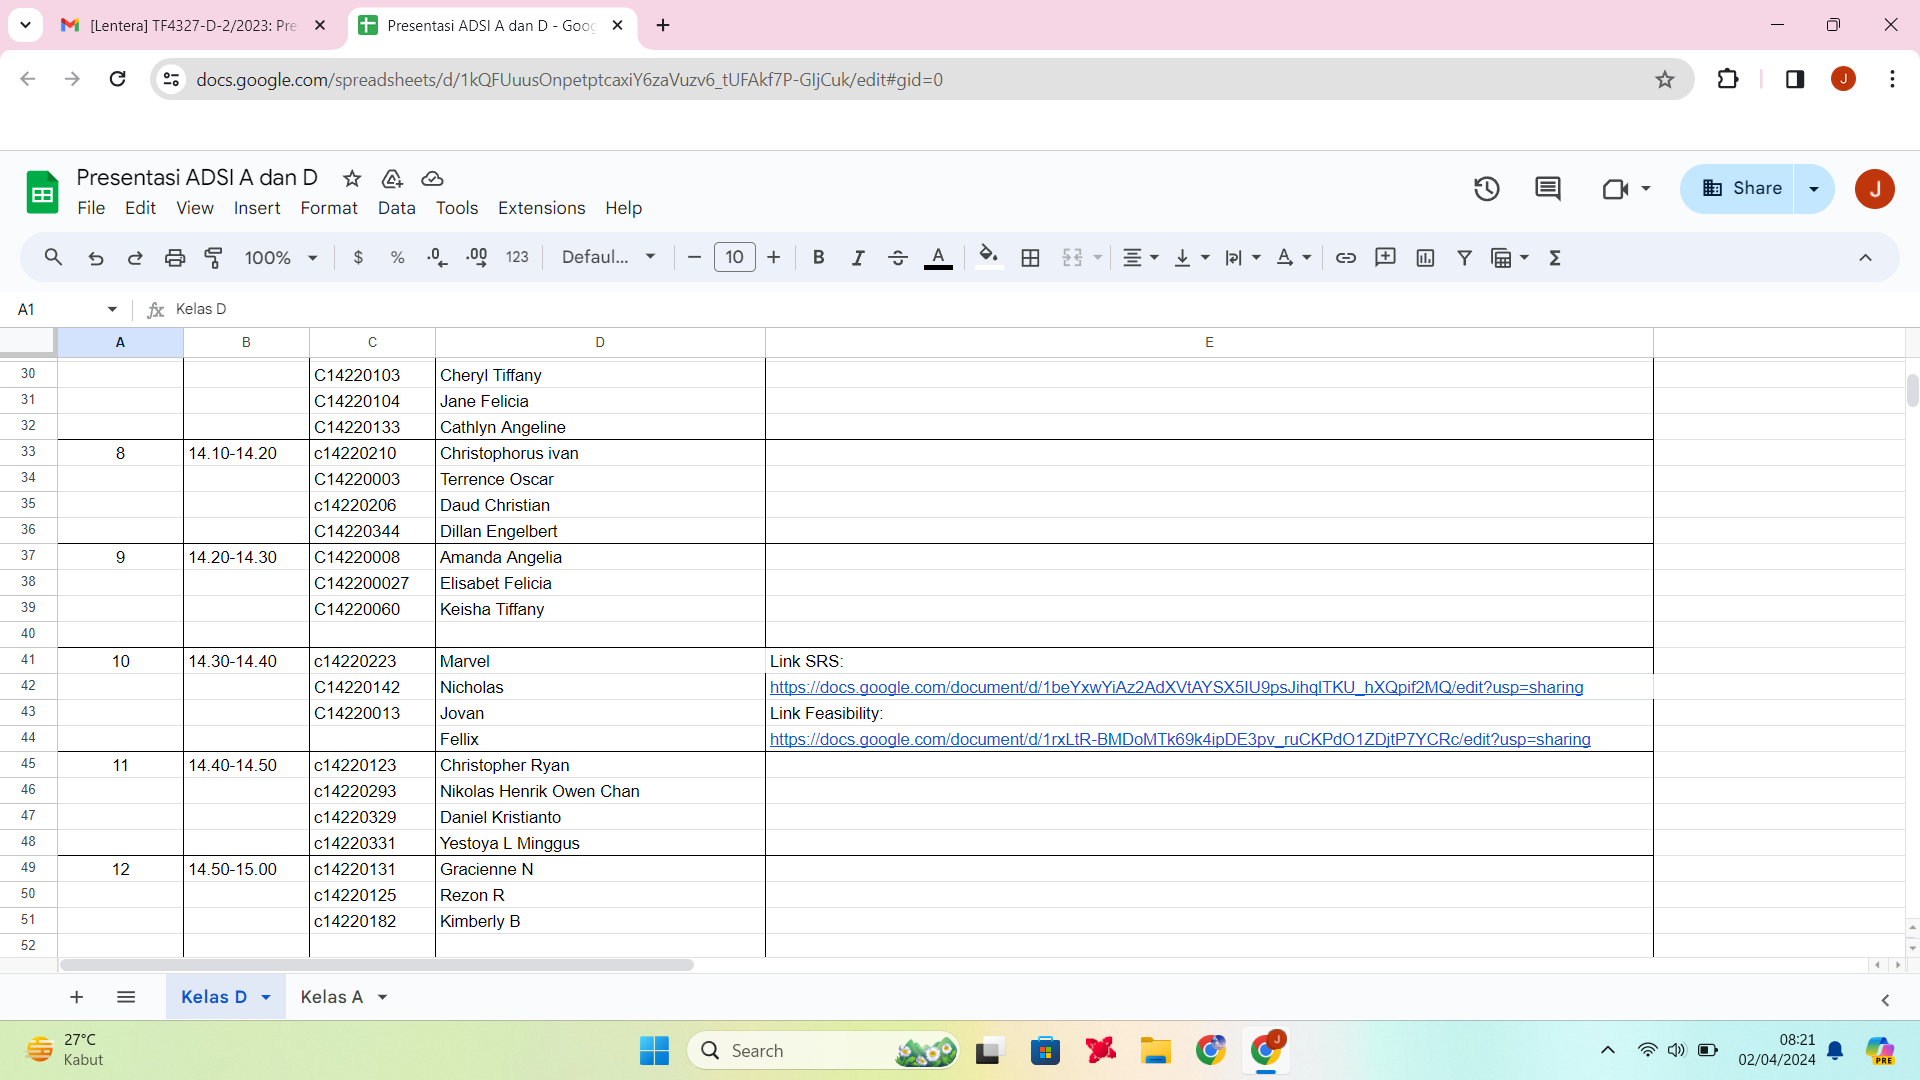 [Lentera] TF4327-D-2/2023: Pre
Presentasi ADSI A dan D - Goog
docs.google.com/spreadsheets/d/1kQFUuusOnpetptcaxiY6zaVuzv6_tUFAkf7P-GIjCuk/edit#gid=0
J
Presentasi ADSI A dan D
File Edit View Insert Format Data Tools Extensions Help
Share
J
100% $ % .0 .00 123 Defaul... 10 B I S A
A1 fx Kelas D
A B C D E
30 C14220103 Cheryl Tiffany
31 C14220104 Jane Felicia
32 C14220133 Cathlyn Angeline
33 8 14.10-14.20 c14220210 Christophorus ivan
34 C14220003 Terrence Oscar
35 c14220206 Daud Christian
36 C14220344 Dillan Engelbert
37 9 14.20-14.30 C14220008 Amanda Angelia
38 C142200027 Elisabet Felicia
39 C14220060 Keisha Tiffany
40
41 10 14.30-14.40 c14220223 Marvel Link SRS:
42 C14220142 Nicholas https://docs.google.com/document/d/1beYxwYiAz2AdXVtAYSX5IU9psJihqITKU_hXQpif2MQ/edit?usp=sharing
43 C14220013 Jovan Link Feasibility:
44 Fellix https://docs.google.com/document/d/1rxLtR-BMDoMTk69k4ipDE3pv_ruCKPdO1ZDjtP7YCRc/edit?usp=sharing
45 11 14.40-14.50 c14220123 Christopher Ryan
46 c14220293 Nikolas Henrik Owen Chan
47 c14220329 Daniel Kristianto
48 c14220331 Yestoya L Minggus
49 12 14.50-15.00 c14220131 Gracienne N
50 c14220125 Rezon R
51 c14220182 Kimberly B
52
Kelas D Kelas A
27°C
Kabut
Search
J
08:21
02/04/2024
PRE